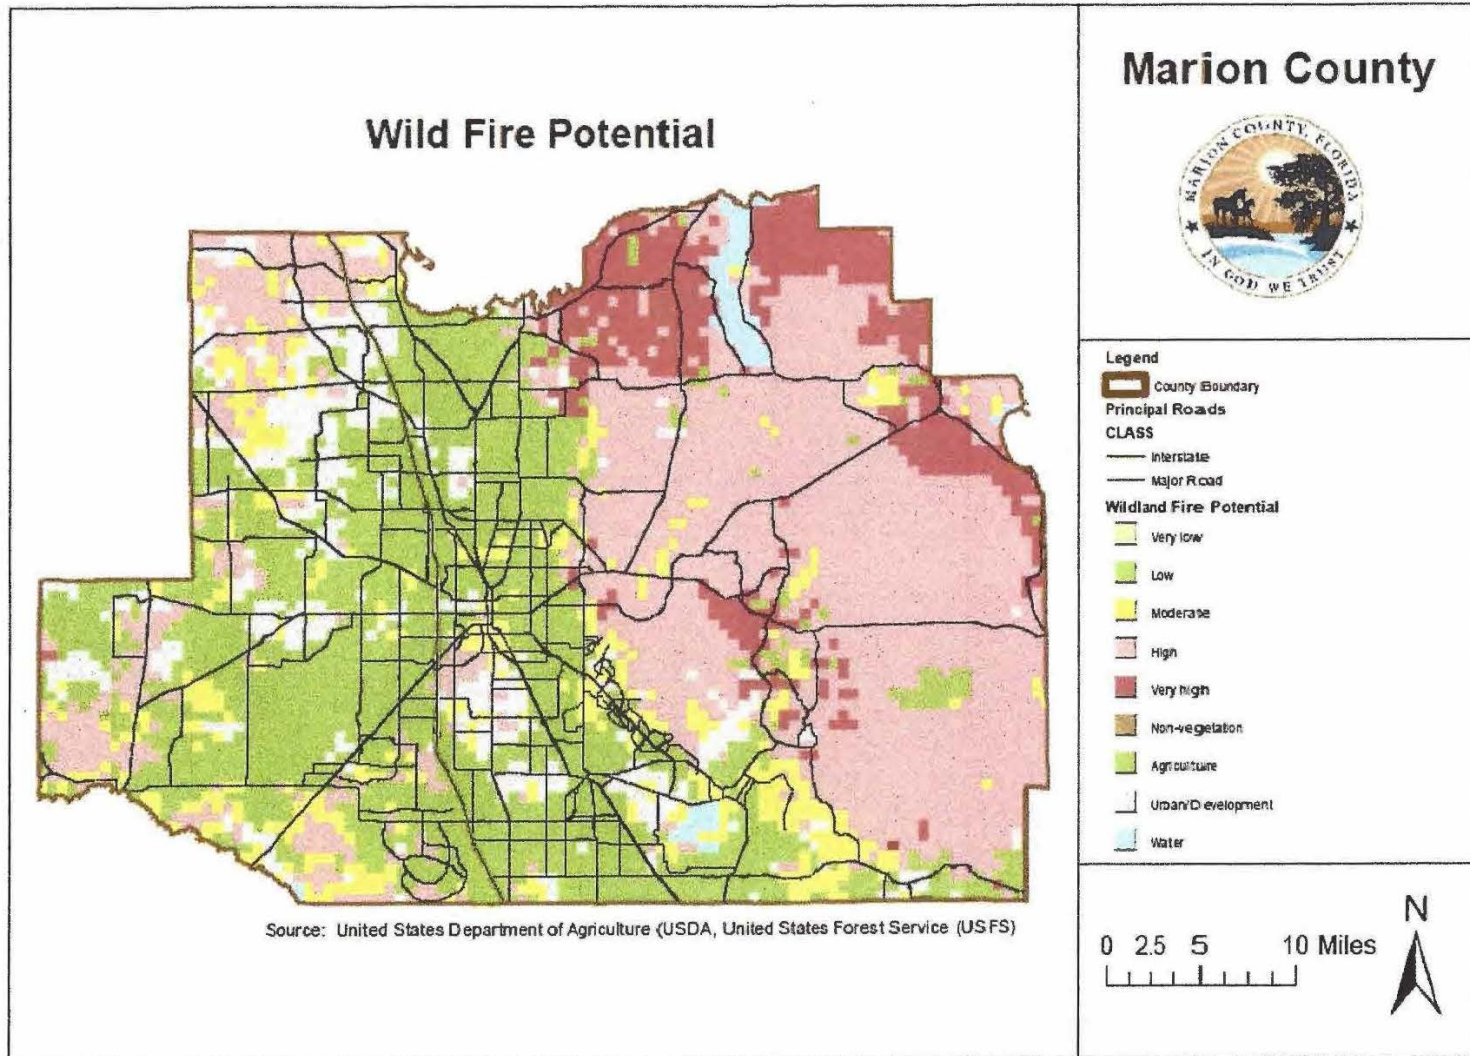 Wild Fire Potential
Source: United States Department of Agriculture (USDA, United States Forest Service (USFS)
Marion County
MARION COUNTY, FLORIDA
IN GOD WE TRUST
Legend
County Boundary
Principal Roads
CLASS
Interstate
Major Road
Wildland Fire Potential
Very low
Low
Moderate
High
Very high
Non-vegetation
Agriculture
Urban/Development
Water
0 2.5 5 10 Miles
N